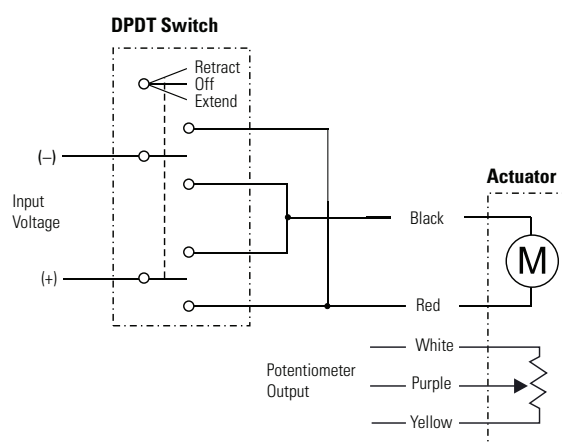 DPDT Switch
Retract
Off
Extend
(–)
Input
Voltage
(+)
Actuator
Black
M
Red
White
Potentiometer
Output
Purple
Yellow